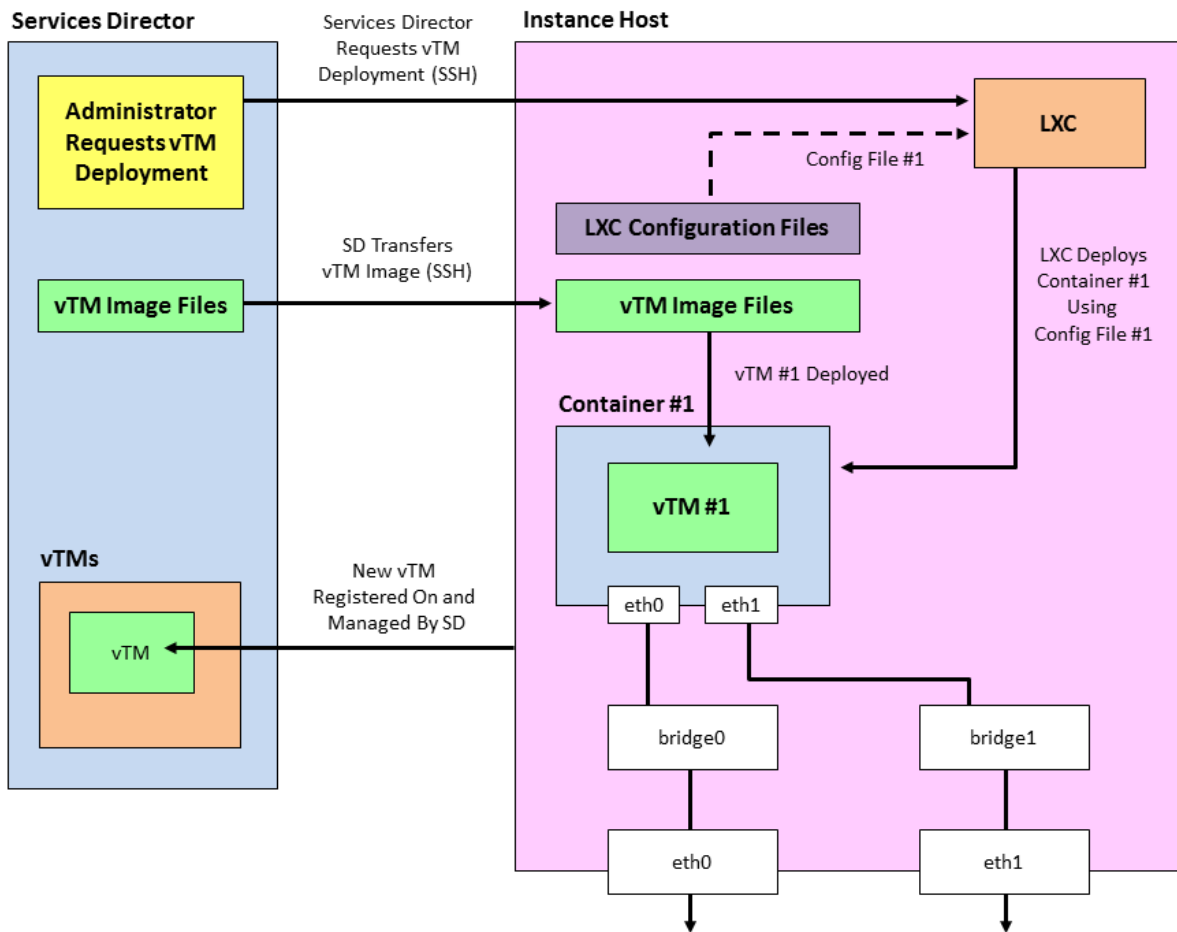 Services Director
Instance Host
Services Director
Requests vTM
Deployment (SSH)
Administrator
Requests vTM
Deployment
LXC
Config File #1
LXC Configuration Files
SD Transfers
vTM Image (SSH)
LXC Deploys
Container #1
Using
Config File #1
vTM Image Files
vTM Image Files
vTM #1 Deployed
Container #1
vTM #1
vTMs
New vTM
Registered On and
Managed By SD
eth0
eth1
vTM
bridge0
bridge1
eth0
eth1